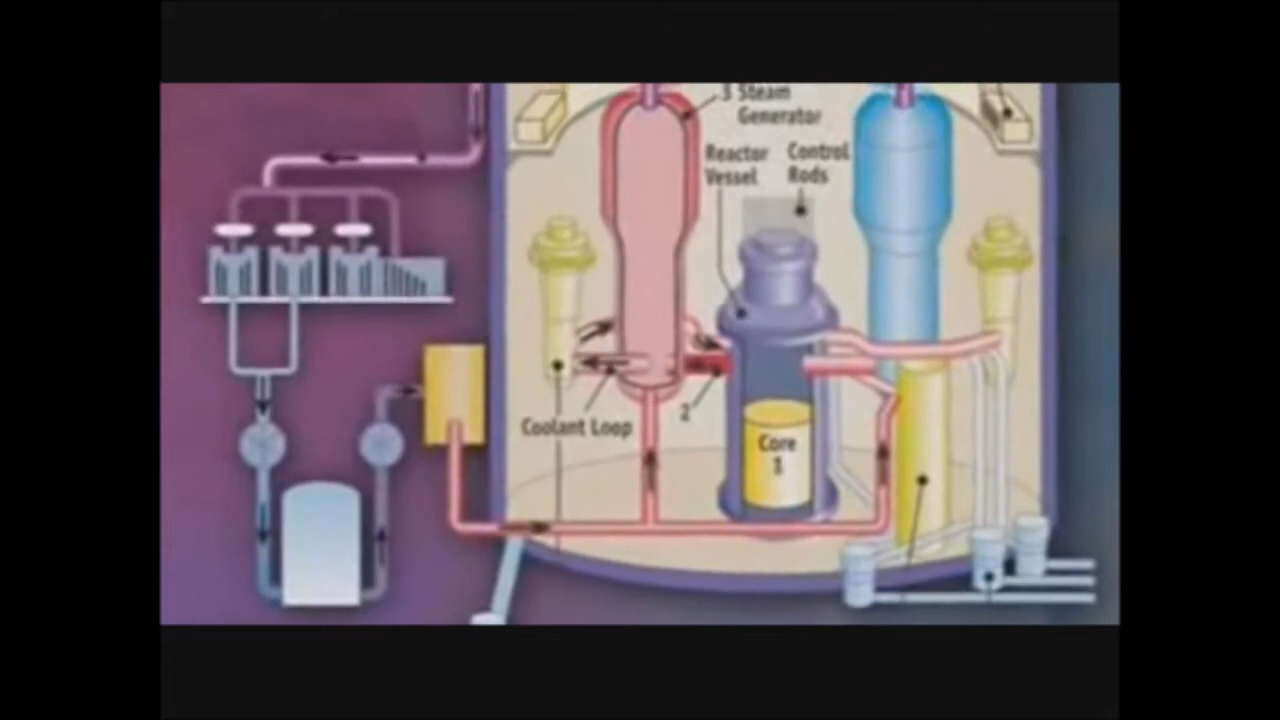 3 Steam
Generator
Reactor
Vessel
Control
Rods
2
Coolant Loop
Core
1